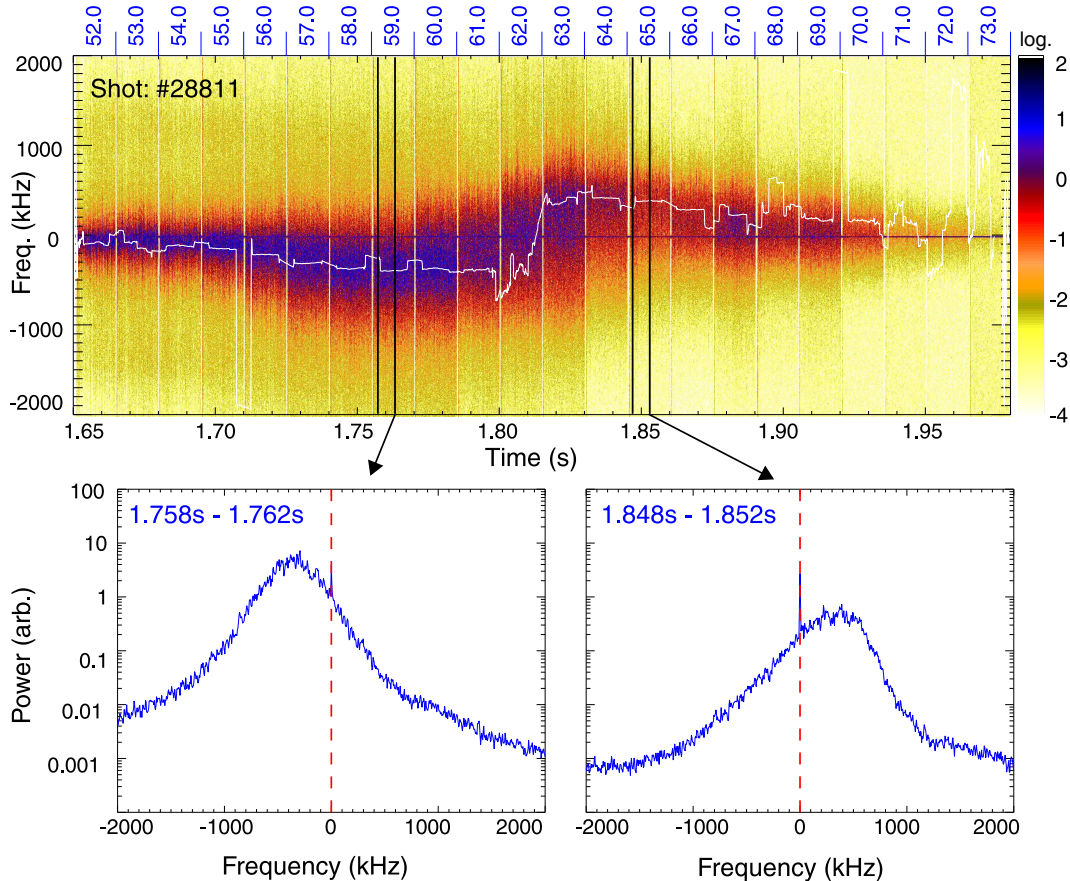 52.0 53.0 54.0 55.0 56.0 57.0 58.0 59.0 60.0 61.0 62.0 63.0 64.0 65.0 66.0 67.0 68.0 69.0 70.0 71.0 72.0 73.0
log.
Shot: #28811
Freq. (kHz)
2000
1000
0
-1000
-2000
2
1
0
-1
-2
-3
-4
1.65 1.70 1.75 1.80 1.85 1.90 1.95
Time (s)
Power (arb.)
100
10
1
0.1
0.01
0.001
1.758s - 1.762s
-2000 -1000 0 1000 2000
Frequency (kHz)
1.848s - 1.852s
-2000 -1000 0 1000 2000
Frequency (kHz)